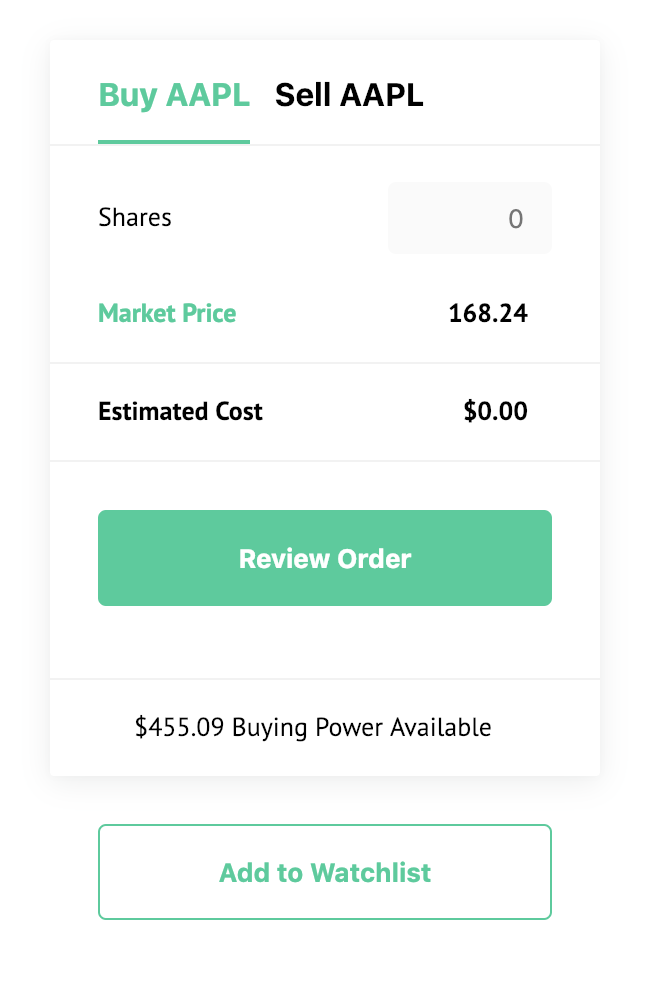 Buy AAPL Sell AAPL
Shares 0
Market Price 168.24
Estimated Cost $0.00
Review Order
$455.09 Buying Power Available
Add to Watchlist